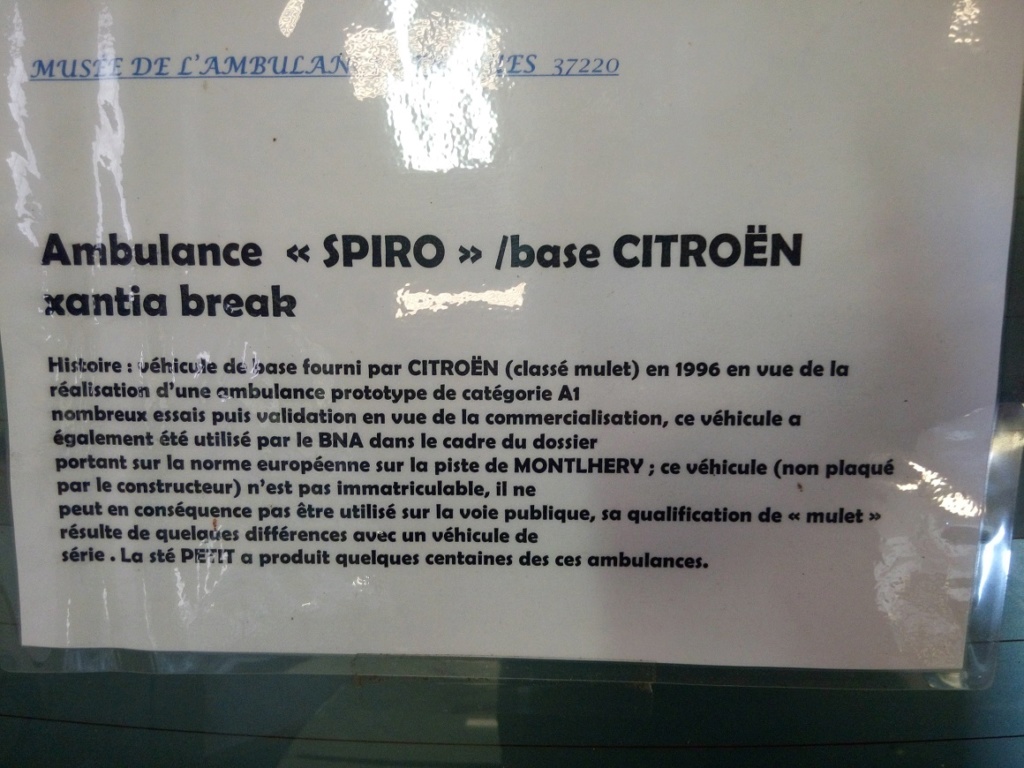 MUSÉE DE L'AMBULAN 37220
Ambulance « SPIRO » /base CITROËN
xantia break
Histoire : véhicule de base fourni par CITROËN (classé mulet) en 1996 en vue de la
réalisation d'une ambulance prototype de catégorie A1
nombreux essais puis validation en vue de la commercialisation, ce véhicule a
également été utilisé par le BNA dans le cadre du dossier
portant sur la norme européenne sur la piste de MONTLHERY ; ce véhicule (non plaqué
par le constructeur) n'est pas immatriculable, il ne
peut en conséquence pas être utilisé sur la voie publique, sa qualification de « mulet »
résulte de quelques différences avec un véhicule de
série . La sté PETIT a produit quelques centaines des ces ambulances.